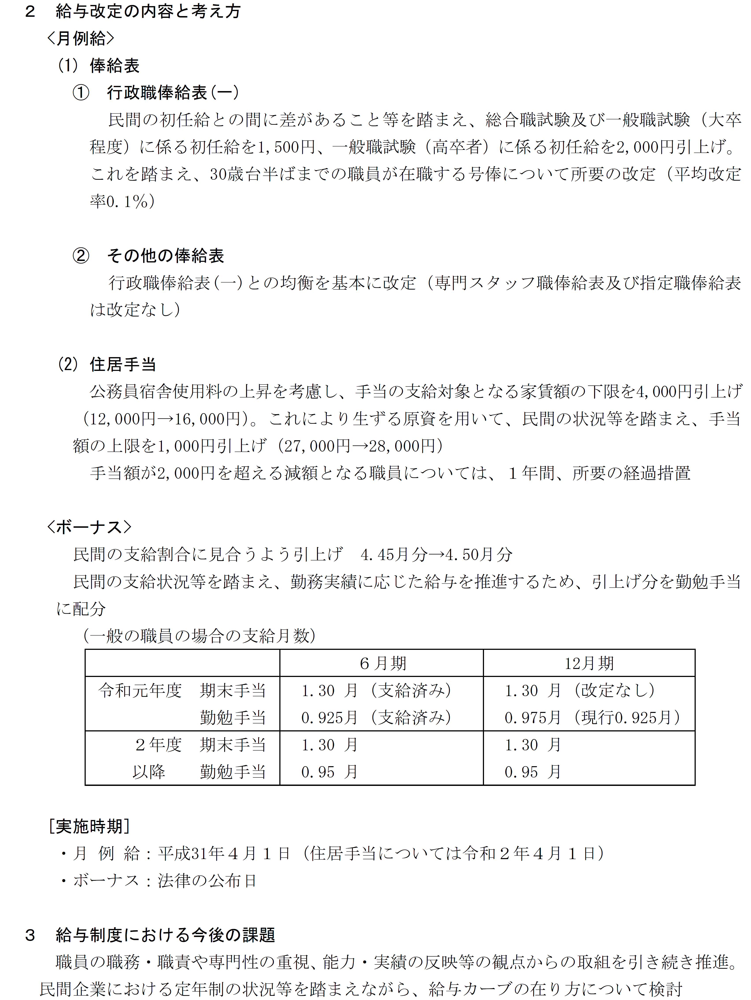 ２　給与改定の内容と考え方
<月例給>
(1) 俸給表
①　行政職俸給表(一)
民間の初任給との間に差があること等を踏まえ、総合職試験及び一般職試験（大卒
程度）に係る初任給を1,500円、一般職試験（高卒者）に係る初任給を2,000円引上げ。
これを踏まえ、30歳台半ばまでの職員が在職する号俸について所要の改定（平均改定
率0.1％）
②　その他の俸給表
行政職俸給表(一)との均衡を基本に改定（専門スタッフ職俸給表及び指定職俸給表
は改定なし）
(2) 住居手当
公務員宿舎使用料の上昇を考慮し、手当の支給対象となる家賃額の下限を4,000円引上げ
（12,000円→16,000円）。これにより生ずる原資を用いて、民間の状況等を踏まえ、手当
額の上限を1,000円引上げ（27,000円→28,000円）
手当額が2,000円を超える減額となる職員については、１年間、所要の経過措置
<ボーナス>
民間の支給割合に見合うよう引上げ　4.45月分→4.50月分
民間の支給状況等を踏まえ、勤務実績に応じた給与を推進するため、引上げ分を勤勉手当
に配分
（一般の職員の場合の支給月数）
６月期　12月期
令和元年度　期末手当　1.30 月（支給済み）　1.30 月（改定なし）
勤勉手当　0.925月（支給済み）　0.975月（現行0.925月）
２年度　期末手当　1.30 月　1.30 月
以降　勤勉手当　0.95 月　0.95 月
[実施時期]
・月 例 給：平成31年４月１日（住居手当については令和２年４月１日）
・ボーナス：法律の公布日
３　給与制度における今後の課題
職員の職務・職責や専門性の重視、能力・実績の反映等の観点からの取組を引き続き推進。
民間企業における定年制の状況等を踏まえながら、給与カーブの在り方について検討